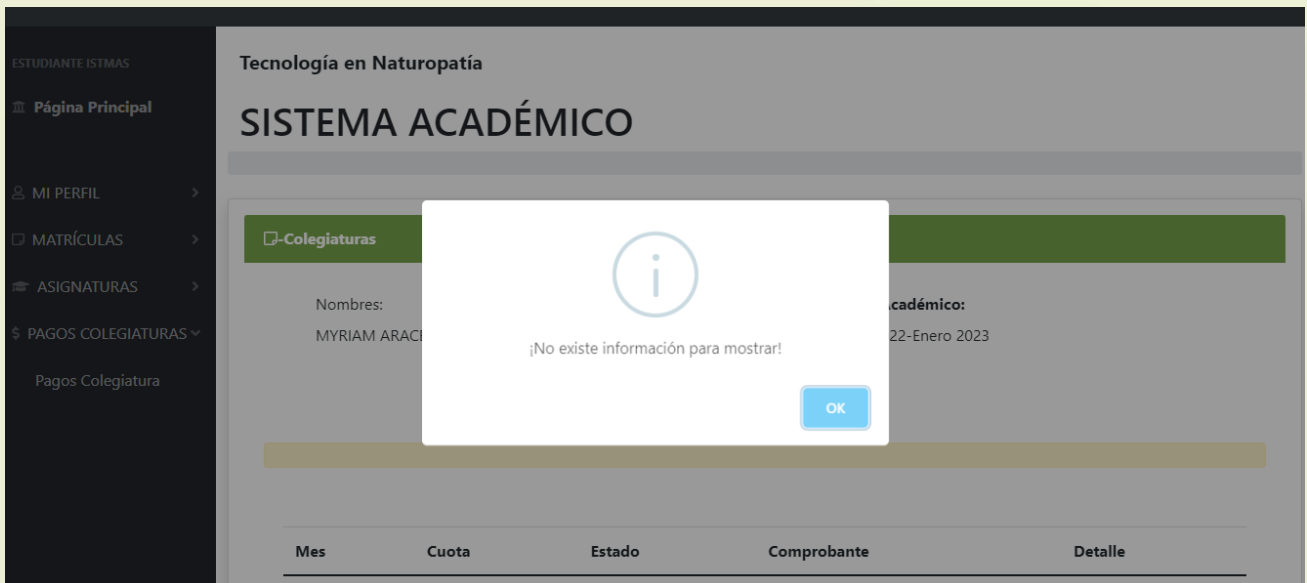 ESTUDIANTE ISTMAS
Página Principal
MI PERFIL
MATRÍCULAS
ASIGNATURAS
$ PAGOS COLEGIATURAS
Pagos Colegiatura
Tecnología en Naturopatía
SISTEMA ACADÉMICO
-Colegiaturas
Nombres:
MYRIAM
cadémico:
22-Enero 2023
¡No existe información para mostrar!
OK
Mes Cuota Estado Comprobante Detalle